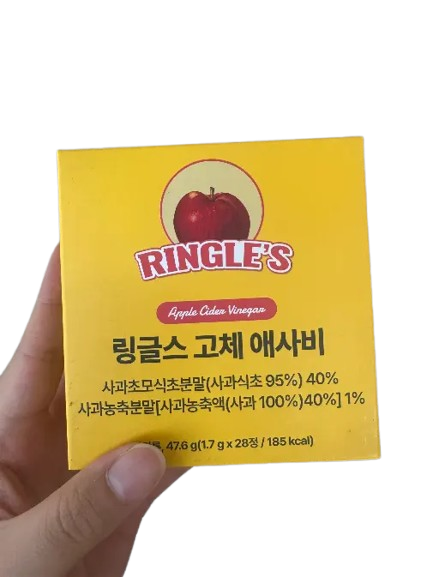 RINGLE'S
Apple Cider Vinegar
링글스 고체 애사비
사과초모식초분말(사과식초 95%) 40%
사과농축분말[사과농축액(사과 100%)40%] 1%
47.6 g(1.7 g x 28정 / 185 kcal)